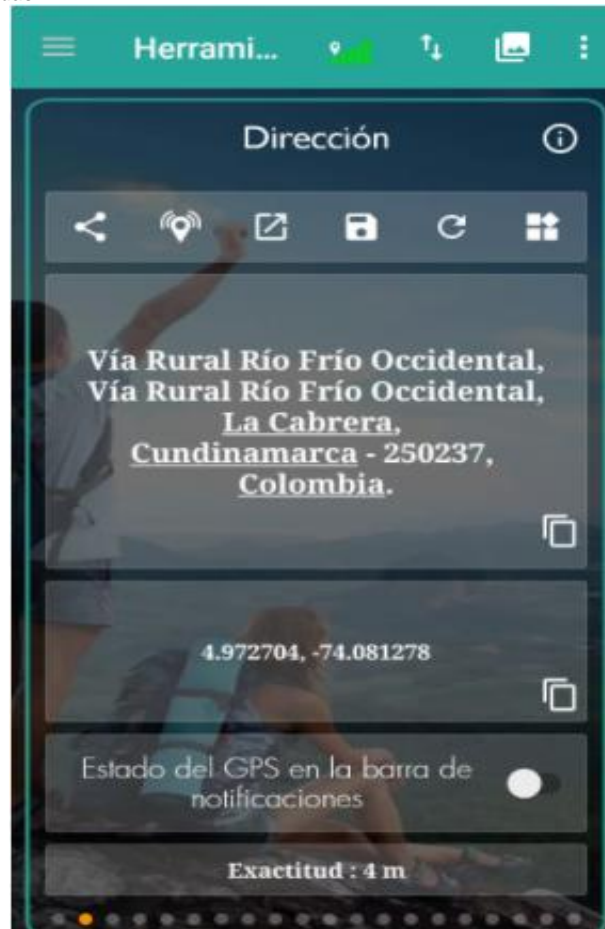 Herrami...
Dirección
Vía Rural Río Frío Occidental,
Vía Rural Río Frío Occidental,
La Cabrera,
Cundinamarca - 250237,
Colombia.
4.972704, -74.081278
Estado del GPS en la barra de
notificaciones
Exactitud : 4 m